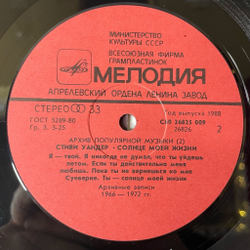 МИНИСТЕРСТВО
КУЛЬТУРЫ СССР
ВСЕСОЮЗНАЯ ФИРМА
ГРАМПЛАСТИНОК
МЕЛОДИЯ
АПРЕЛЕВСКИЙ ОРДЕНА ЛЕНИНА ЗАВОД
СТЕРЕО 33
Год выпуска 1988
ГОСТ 5289-80
С60 26825 009
Гр. 3. 3-25
26826
2
АРХИВ ПОПУЛЯРНОЙ МУЗЫКИ (2)
СТИВИ УАНДЕР · СОЛНЦЕ МОЕЙ ЖИЗНИ
Я — твой. Я никогда не думал, что ты уйдешь
летом. Если ты действительно меня
любишь. Пока ты не вернешься ко мне
Суеверие. Ты — солнце моей жизни
Архивные записи
1966 — 1972 гг.